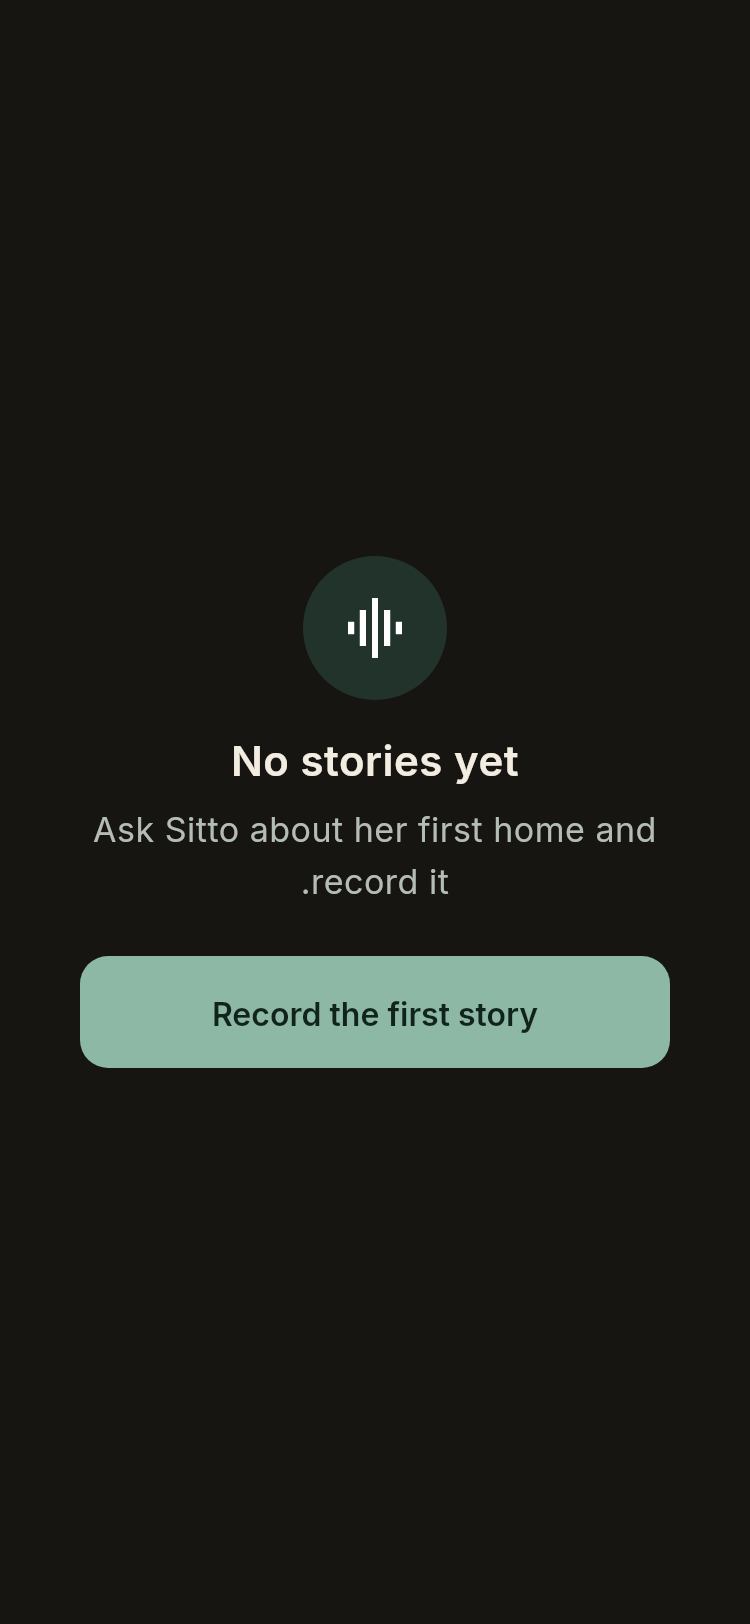 No stories yet
Ask Sitto about her first home and
.record it
Record the first story